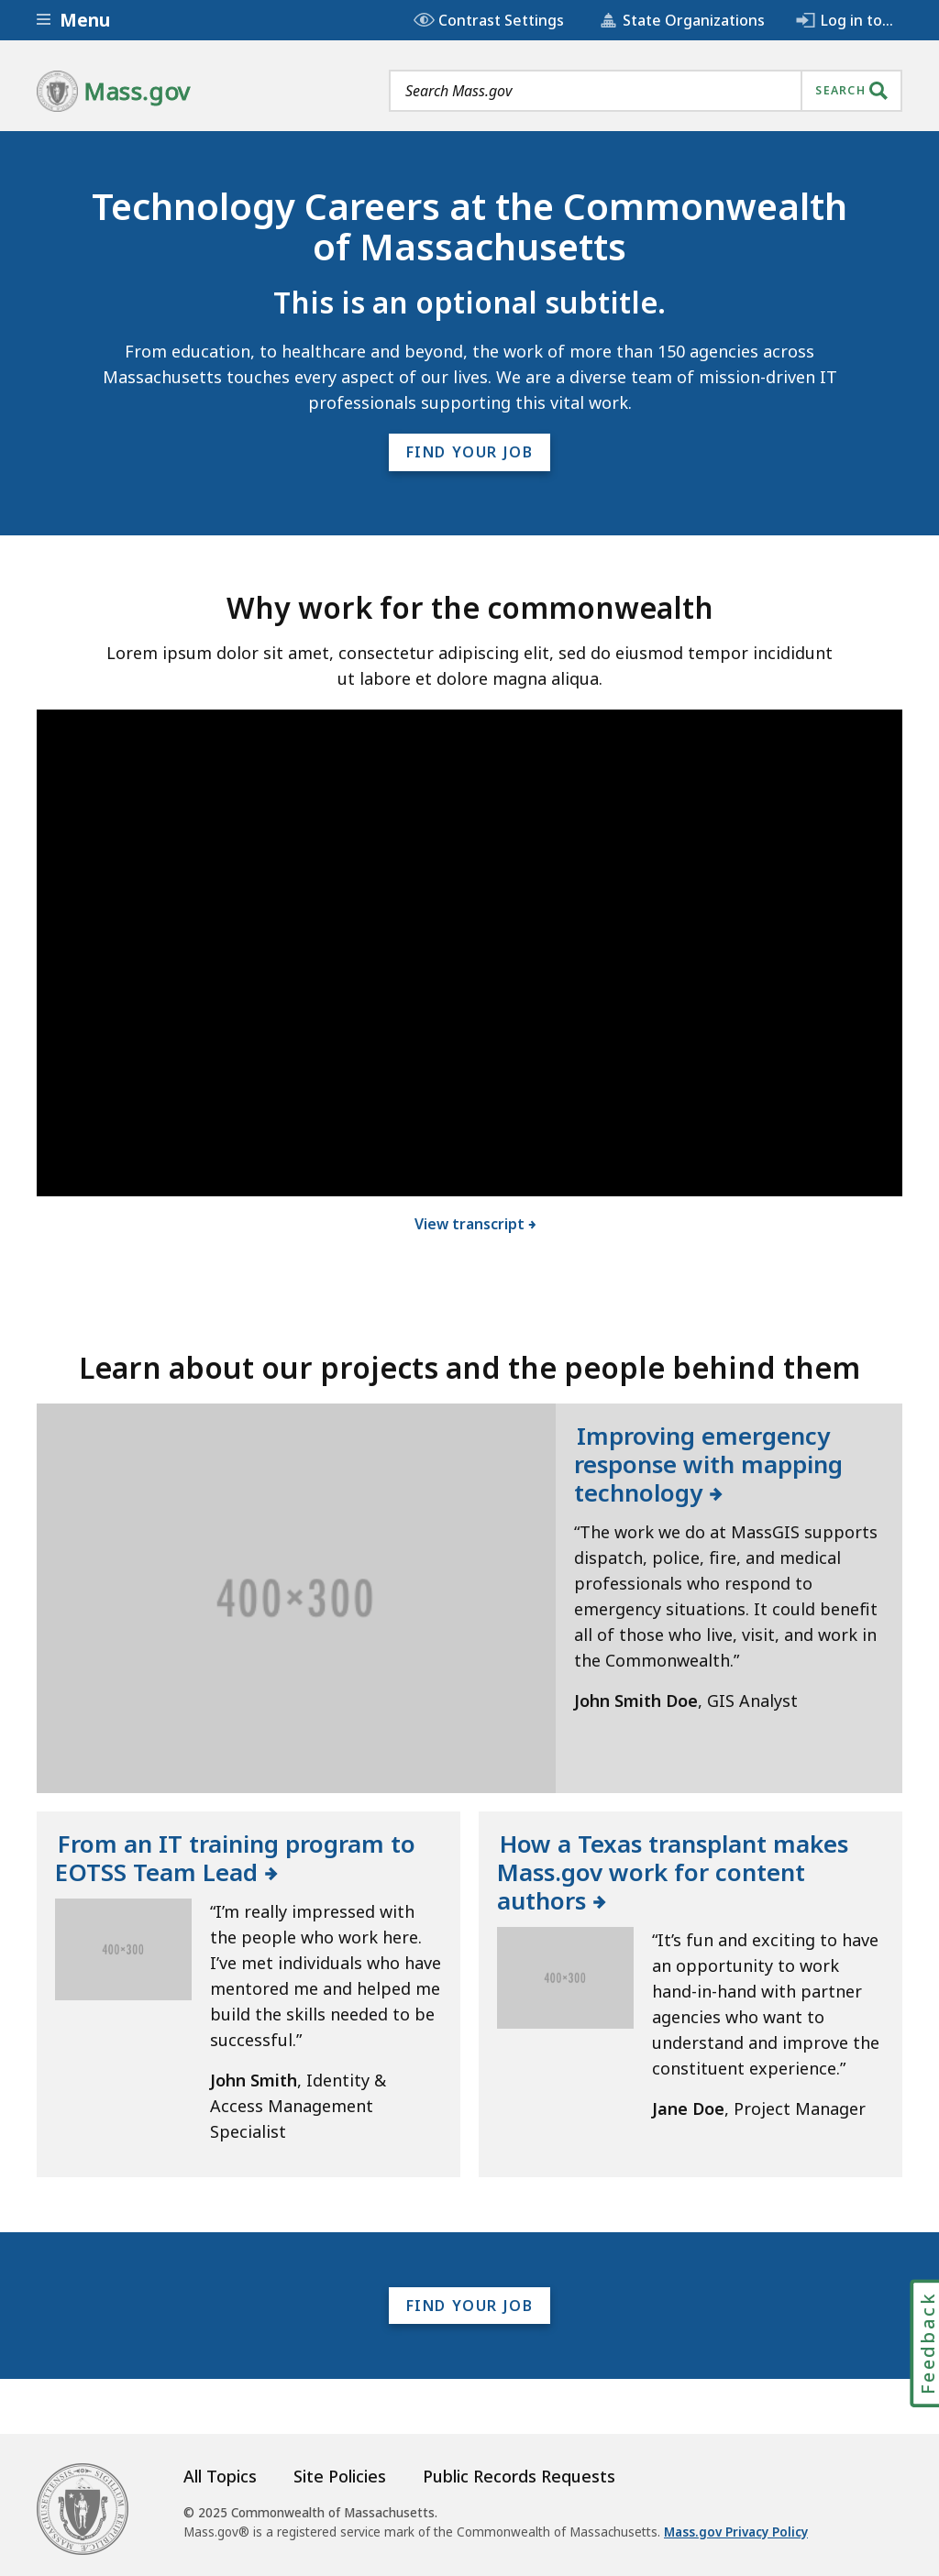 Menu
Contrast Settings
State Organizations
Log in to...
Mass.gov
Search Mass.gov
SEARCH
Technology Careers at the Commonwealth
of Massachusetts
This is an optional subtitle.
From education, to healthcare and beyond, the work of more than 150 agencies across
Massachusetts touches every aspect of our lives. We are a diverse team of mission-driven IT
professionals supporting this vital work.
FIND YOUR JOB
Why work for the commonwealth
Lorem ipsum dolor sit amet, consectetur adipiscing elit, sed do eiusmod tempor incididunt
ut labore et dolore magna aliqua.
View transcript
Learn about our projects and the people behind them
400×300
Improving emergency
response with mapping
technology
“The work we do at MassGIS supports
dispatch, police, fire, and medical
professionals who respond to
emergency situations. It could benefit
all of those who live, visit, and work in
the Commonwealth.”
John Smith Doe, GIS Analyst
From an IT training program to
EOTSS Team Lead
400×300
“I’m really impressed with
the people who work here.
I’ve met individuals who have
mentored me and helped me
build the skills needed to be
successful.”
John Smith, Identity &
Access Management
Specialist
How a Texas transplant makes
Mass.gov work for content
authors
400×300
“It’s fun and exciting to have
an opportunity to work
hand-in-hand with partner
agencies who want to
understand and improve the
constituent experience.”
Jane Doe, Project Manager
FIND YOUR JOB
Feedback
All Topics
Site Policies
Public Records Requests
© 2025 Commonwealth of Massachusetts.
Mass.gov® is a registered service mark of the Commonwealth of Massachusetts. Mass.gov Privacy Policy